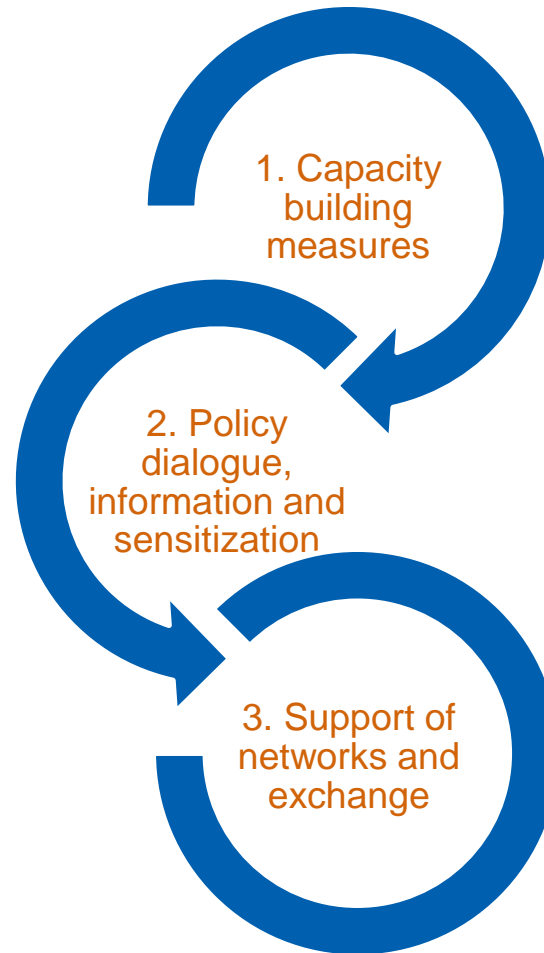 1. Capacity
building
measures
2. Policy
dialogue,
information and
sensitization
3. Support of
networks and
exchange